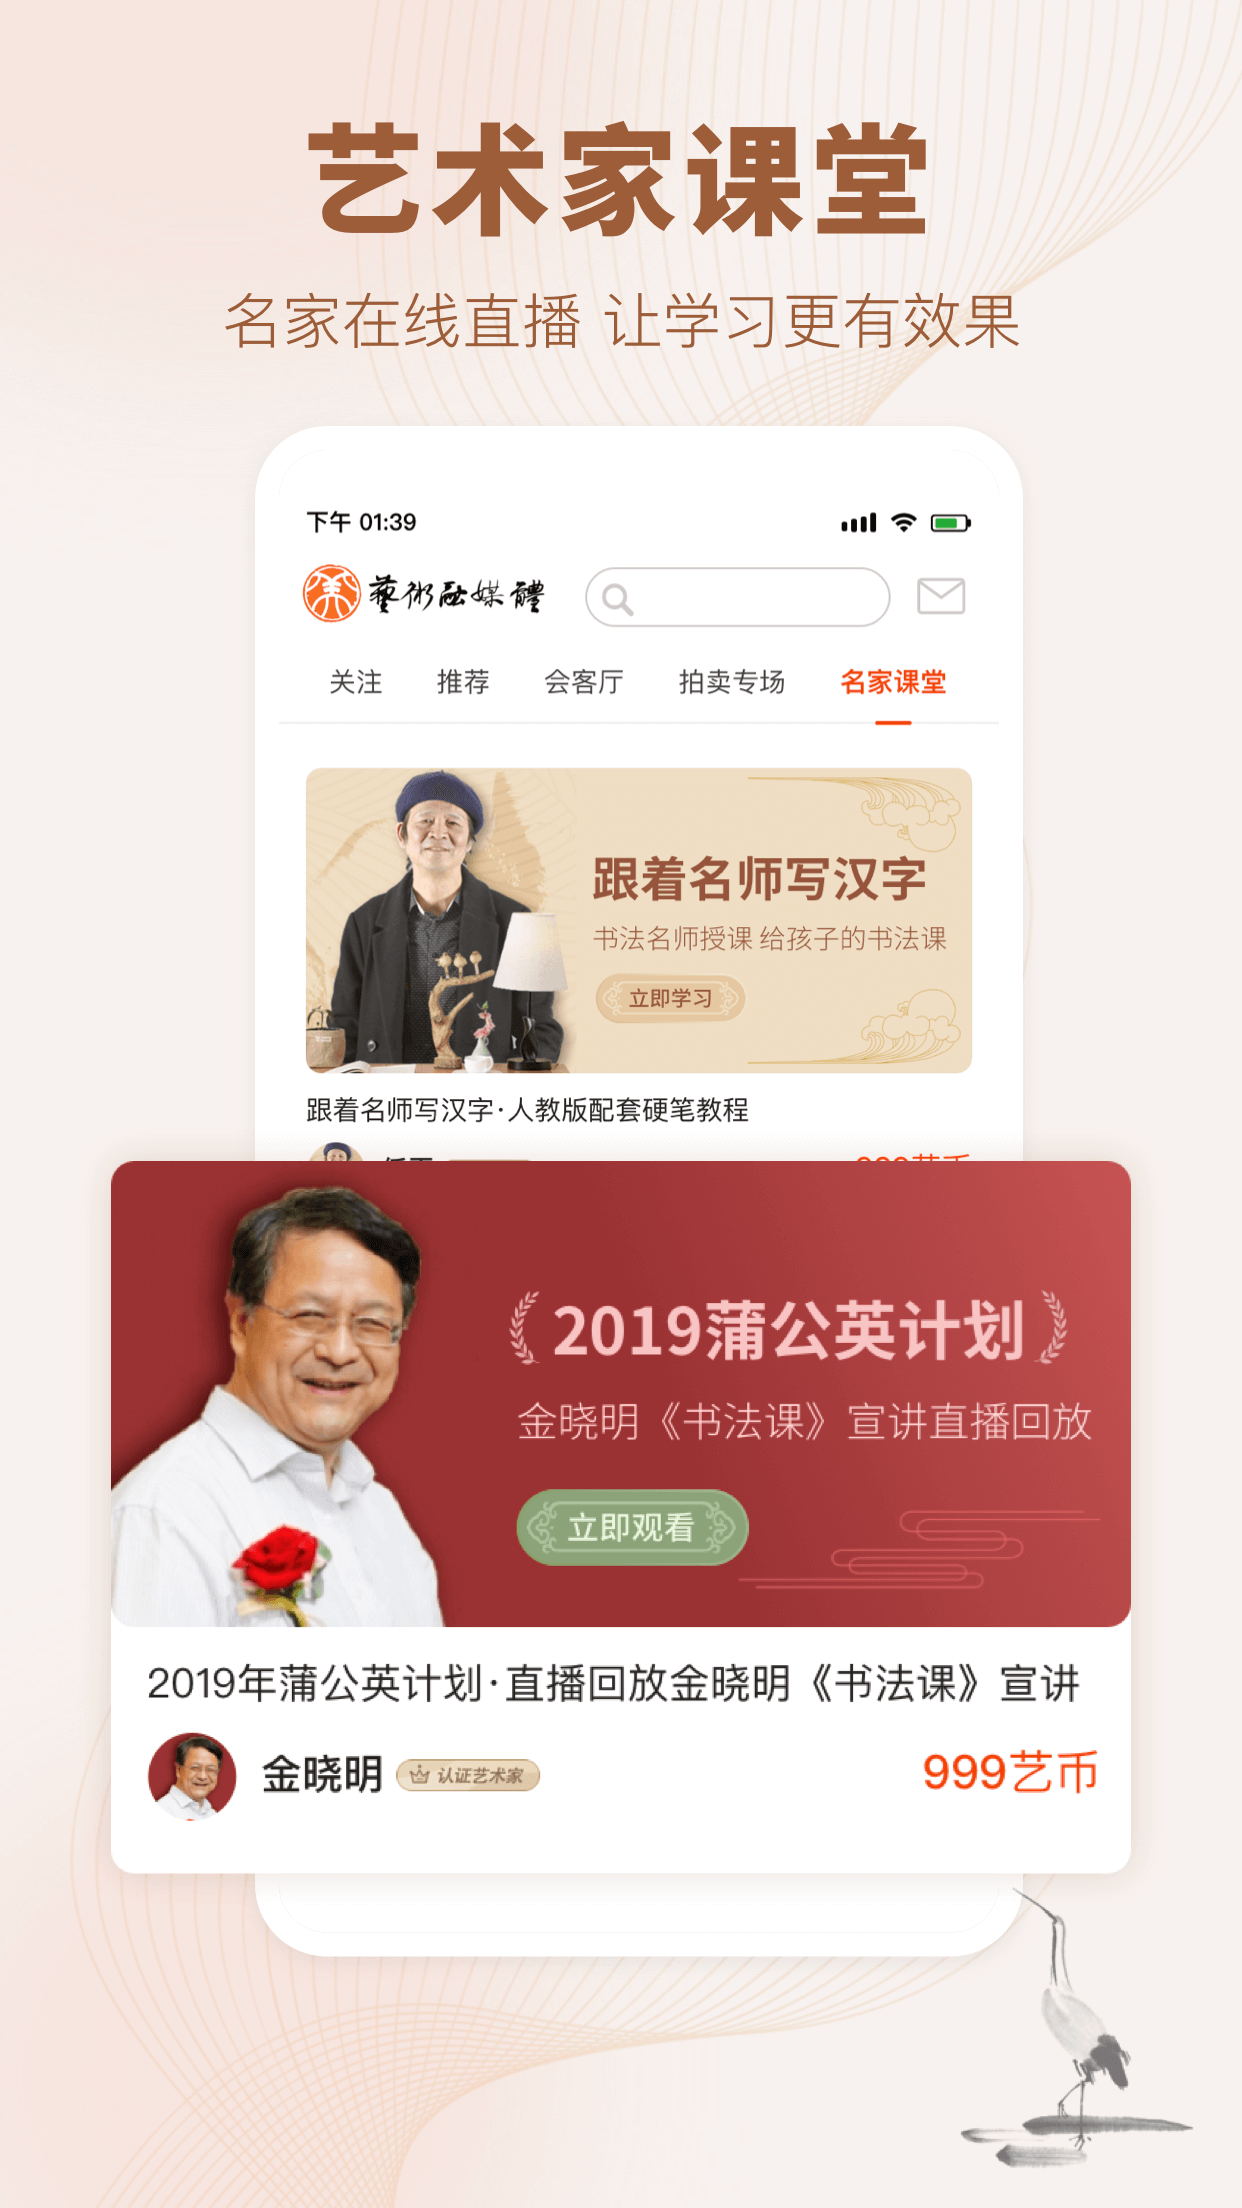 艺术家课堂
名家在线直播 让学习更有效果
下午 01:39
藝術融媒體
关注 推荐 会客厅 拍卖专场 名家课堂
跟着名师写汉字
书法名师授课 给孩子的书法课
立即学习
跟着名师写汉字·人教版配套硬笔教程
999艺币
2019蒲公英计划
金晓明《书法课》宣讲直播回放
立即观看
2019年蒲公英计划·直播回放金晓明《书法课》宣讲
金晓明 认证艺术家 999艺币